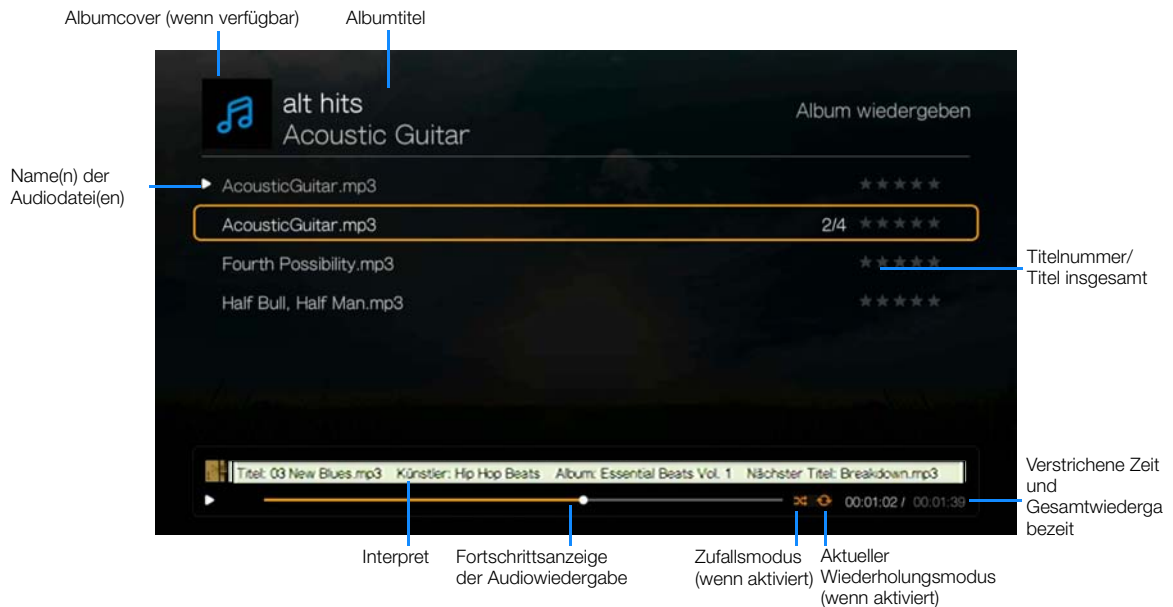 Albumcover (wenn verfügbar)
Albumtitel
alt hits
Acoustic Guitar
Album wiedergeben
Name(n) der
Audiodatei(en)
AcousticGuitar.mp3
AcousticGuitar.mp3 2/4
Fourth Possibility.mp3
Titelnummer/
Titel insgesamt
Half Bull, Half Man.mp3
Titel: 03 New Blues.mp3 Künstler: Hip Hop Beats Album: Essential Beats Vol. 1 Nächster Titel: Breakdown.mp3
00:01:02 / 00:01:39
Verstrichene Zeit
und
Gesamtwiederga
bezeit
Interpret
Fortschrittsanzeige
der Audiowiedergabe
Zufallsmodus
(wenn aktiviert)
Aktueller
Wiederholungsmodus
(wenn aktiviert)